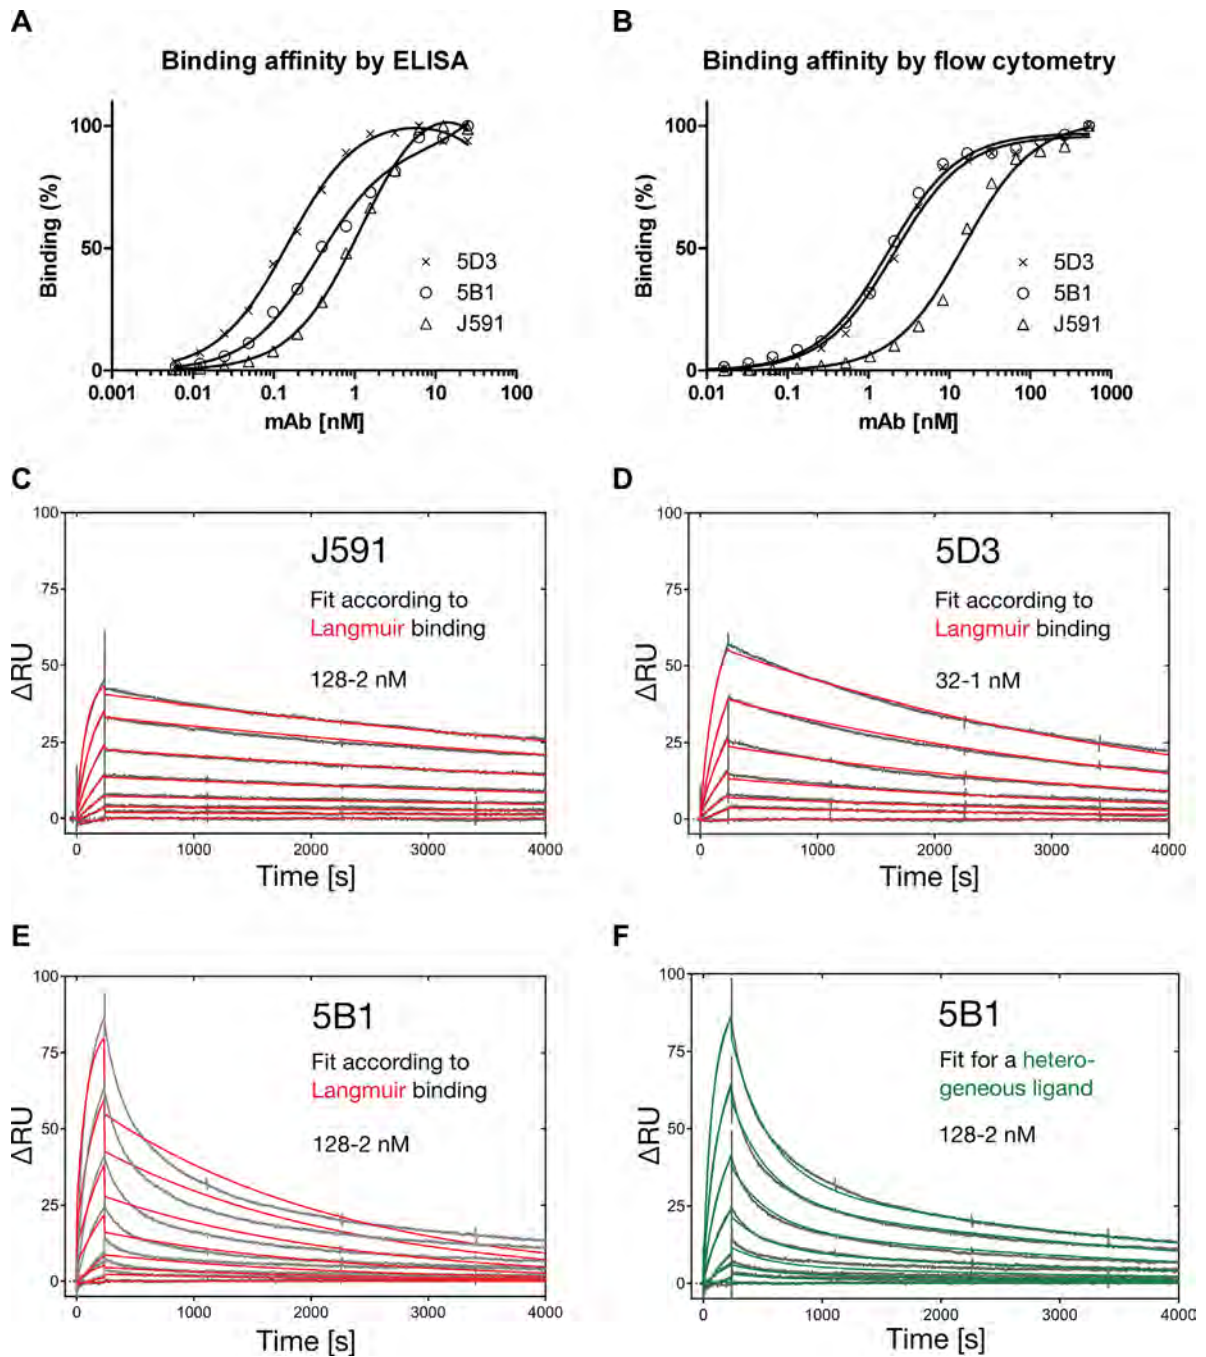 A
Binding affinity by ELISA
100
50
0
Binding (%)
0.001
0.01
0.1
1
10
100
mAb [nM]
5D3
5B1
J591
B
Binding affinity by flow cytometry
100
50
0
Binding (%)
0.01
0.1
1
10
100
1000
mAb [nM]
5D3
5B1
J591
C
100
75
50
25
0
ΔRU
J591
Fit according to
Langmuir binding
128-2 nM
0
1000
2000
3000
4000
Time [s]
D
100
75
50
25
0
ΔRU
5D3
Fit according to
Langmuir binding
32-1 nM
0
1000
2000
3000
4000
Time [s]
E
100
75
50
25
0
ΔRU
5B1
Fit according to
Langmuir binding
128-2 nM
0
1000
2000
3000
4000
Time [s]
F
100
75
50
25
0
ΔRU
5B1
Fit for a hetero-
geneous ligand
128-2 nM
0
1000
2000
3000
4000
Time [s]